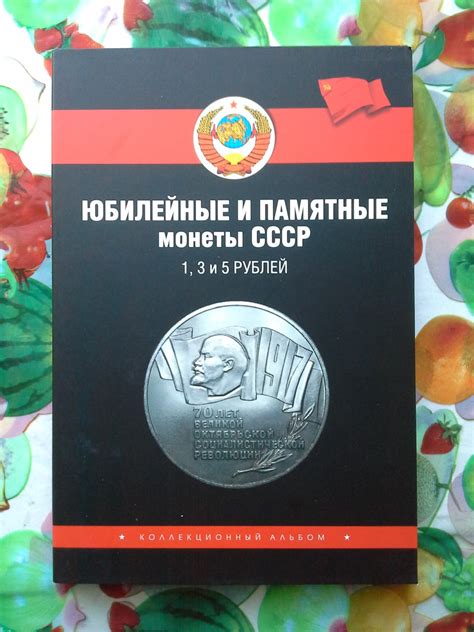 ЮБИЛЕЙНЫЕ И ПАМЯТНЫЕ
монеты СССР
1, 3 и 5 РУБЛЕЙ
1917
70 ЛЕТ
ВЕЛИКОЙ
ОКТЯБРЬСКОЙ
СОЦИАЛИСТИЧЕСКОЙ
РЕВОЛЮЦИИ
★ КОЛЛЕКЦИОННЫЙ АЛЬБОМ ★